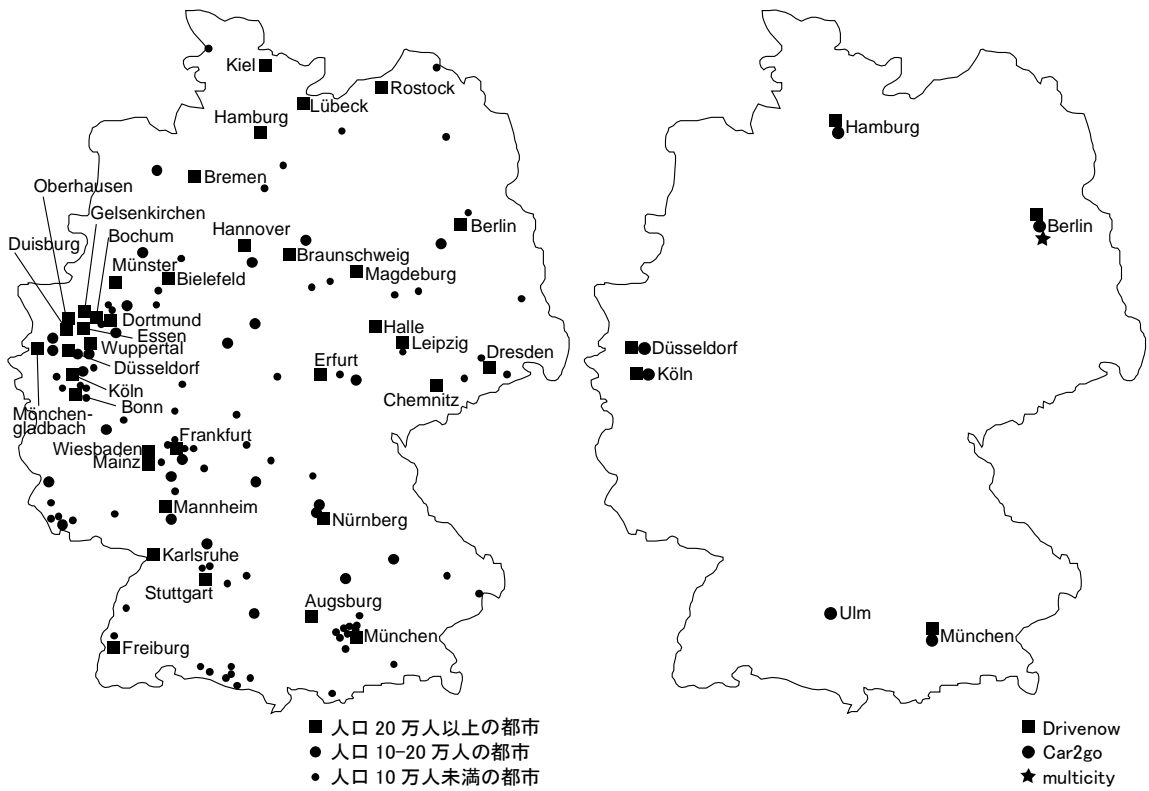 Kiel
Rostock
Lübeck
Hamburg
Bremen
Oberhausen
Gelsenkirchen
Duisburg
Bochum
Hannover
Berlin
Münster
Bielefeld
Braunschweig
Magdeburg
Dortmund
Essen
Wuppertal
Düsseldorf
Halle
Leipzig
Erfurt
Dresden
Chemnitz
Köln
Bonn
Mönchen-
gladbach
Wiesbaden
Frankfurt
Mainz
Mannheim
Nürnberg
Karlsruhe
Stuttgart
Augsburg
München
Freiburg
人口 20 万人以上の都市
人口 10-20 万人の都市
人口 10 万人未満の都市
Hamburg
Berlin
Düsseldorf
Köln
Ulm
München
Drivenow
Car2go
multicity